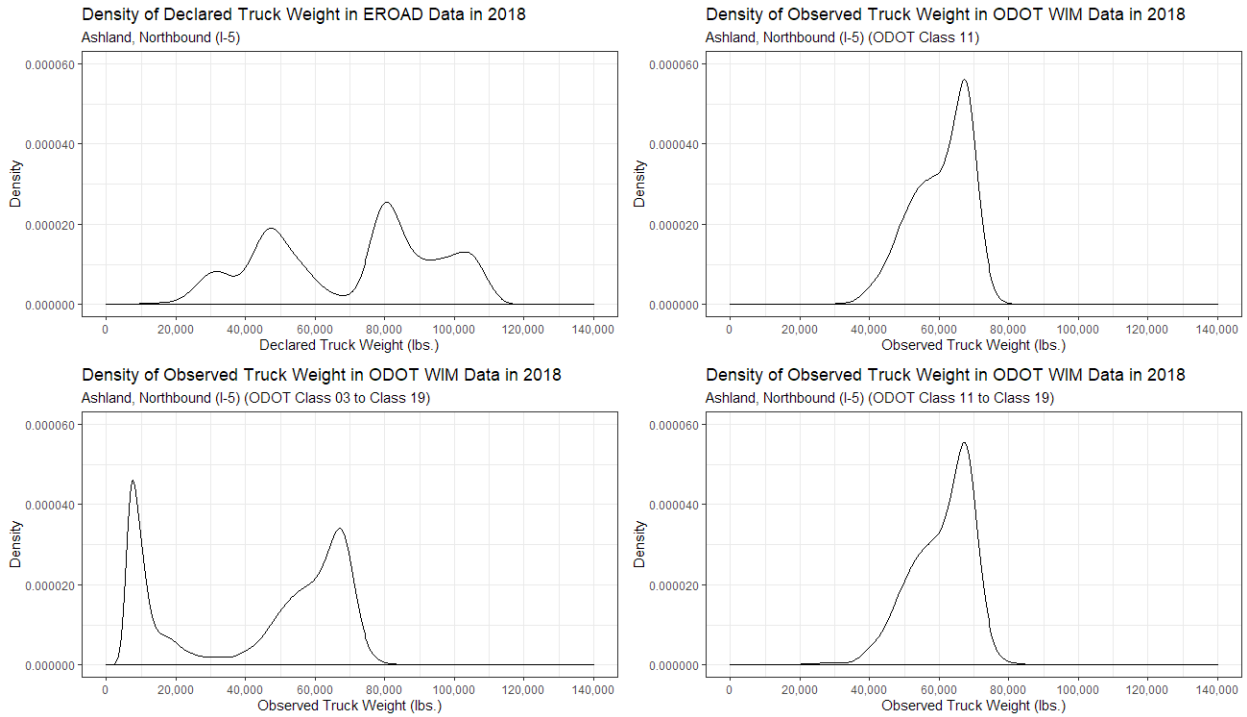 Density of Declared Truck Weight in EROAD Data in 2018
Ashland, Northbound (I-5)
0.000060
0.000040
0.000020
0.000000
Density
0 20,000 40,000 60,000 80,000 100,000 120,000 140,000
Declared Truck Weight (lbs.)
Density of Observed Truck Weight in ODOT WIM Data in 2018
Ashland, Northbound (I-5) (ODOT Class 11)
0.000060
0.000040
0.000020
0.000000
Density
0 20,000 40,000 60,000 80,000 100,000 120,000 140,000
Observed Truck Weight (lbs.)
Density of Observed Truck Weight in ODOT WIM Data in 2018
Ashland, Northbound (I-5) (ODOT Class 03 to Class 19)
0.000060
0.000040
0.000020
0.000000
Density
0 20,000 40,000 60,000 80,000 100,000 120,000 140,000
Observed Truck Weight (lbs.)
Density of Observed Truck Weight in ODOT WIM Data in 2018
Ashland, Northbound (I-5) (ODOT Class 11 to Class 19)
0.000060
0.000040
0.000020
0.000000
Density
0 20,000 40,000 60,000 80,000 100,000 120,000 140,000
Observed Truck Weight (lbs.)